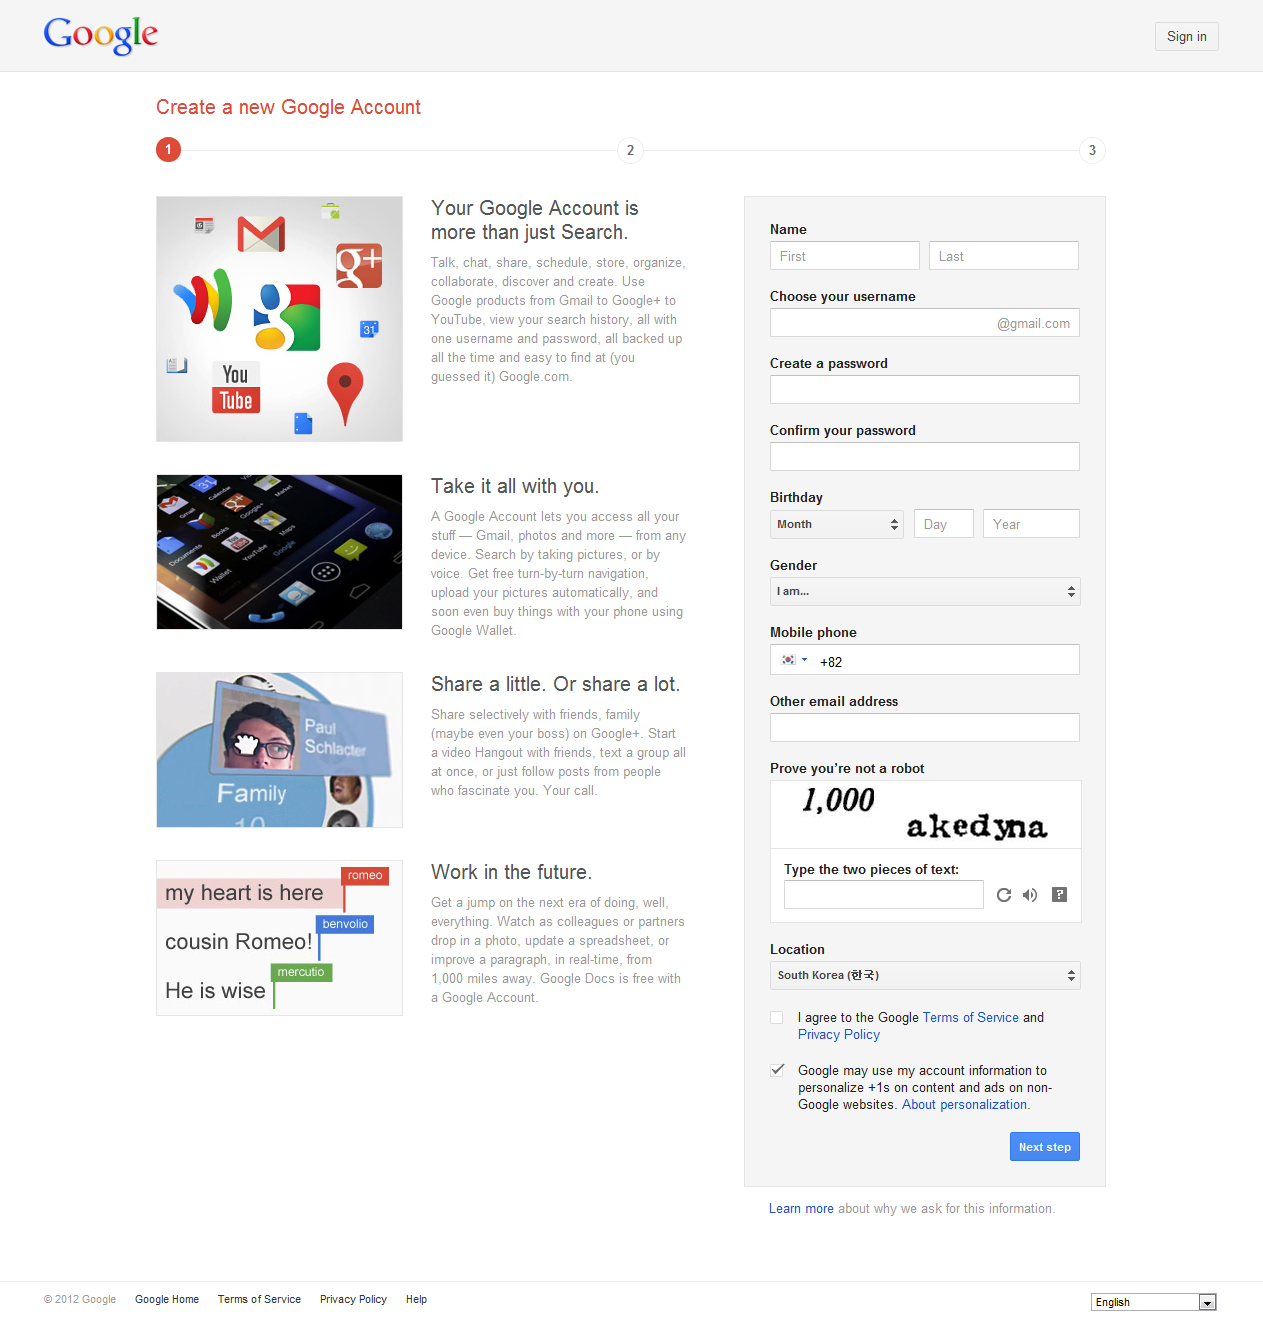 Google
Sign in
Create a new Google Account
1
2
3
Your Google Account is
more than just Search.
Talk, chat, share, schedule, store, organize,
collaborate, discover and create. Use
Google products from Gmail to Google+ to
YouTube, view your search history, all with
one username and password, all backed up
all the time and easy to find at (you
guessed it) Google.com.
g+
g
31
You
Tube
Take it all with you.
A Google Account lets you access all your
stuff — Gmail, photos and more — from any
device. Search by taking pictures, or by
voice. Get free turn-by-turn navigation,
upload your pictures automatically, and
soon even buy things with your phone using
Google Wallet.
31
Calendar
Market
Gmail
Google+
Books
YouTube
Google
Documents
Wallet
Share a little. Or share a lot.
Share selectively with friends, family
(maybe even your boss) on Google+. Start
a video Hangout with friends, text a group all
at once, or just follow posts from people
who fascinate you. Your call.
Paul
Schlacter
Family
10
Work in the future.
Get a jump on the next era of doing, well,
everything. Watch as colleagues or partners
drop in a photo, update a spreadsheet, or
improve a paragraph, in real-time, from
1,000 miles away. Google Docs is free with
a Google Account.
romeo
my heart is here
benvolio
cousin Romeo!
mercutio
He is wise
Name
First
Last
Choose your username
@gmail.com
Create a password
Confirm your password
Birthday
Month
Day
Year
Gender
I am...
Mobile phone
+82
Other email address
Prove you're not a robot
1,000
akedyna
Type the two pieces of text:
?
Location
South Korea (한국)
I agree to the Google Terms of Service and
Privacy Policy
Google may use my account information to
personalize +1s on content and ads on non-
Google websites. About personalization.
Next step
Learn more about why we ask for this information.
© 2012 Google
Google Home
Terms of Service
Privacy Policy
Help
English